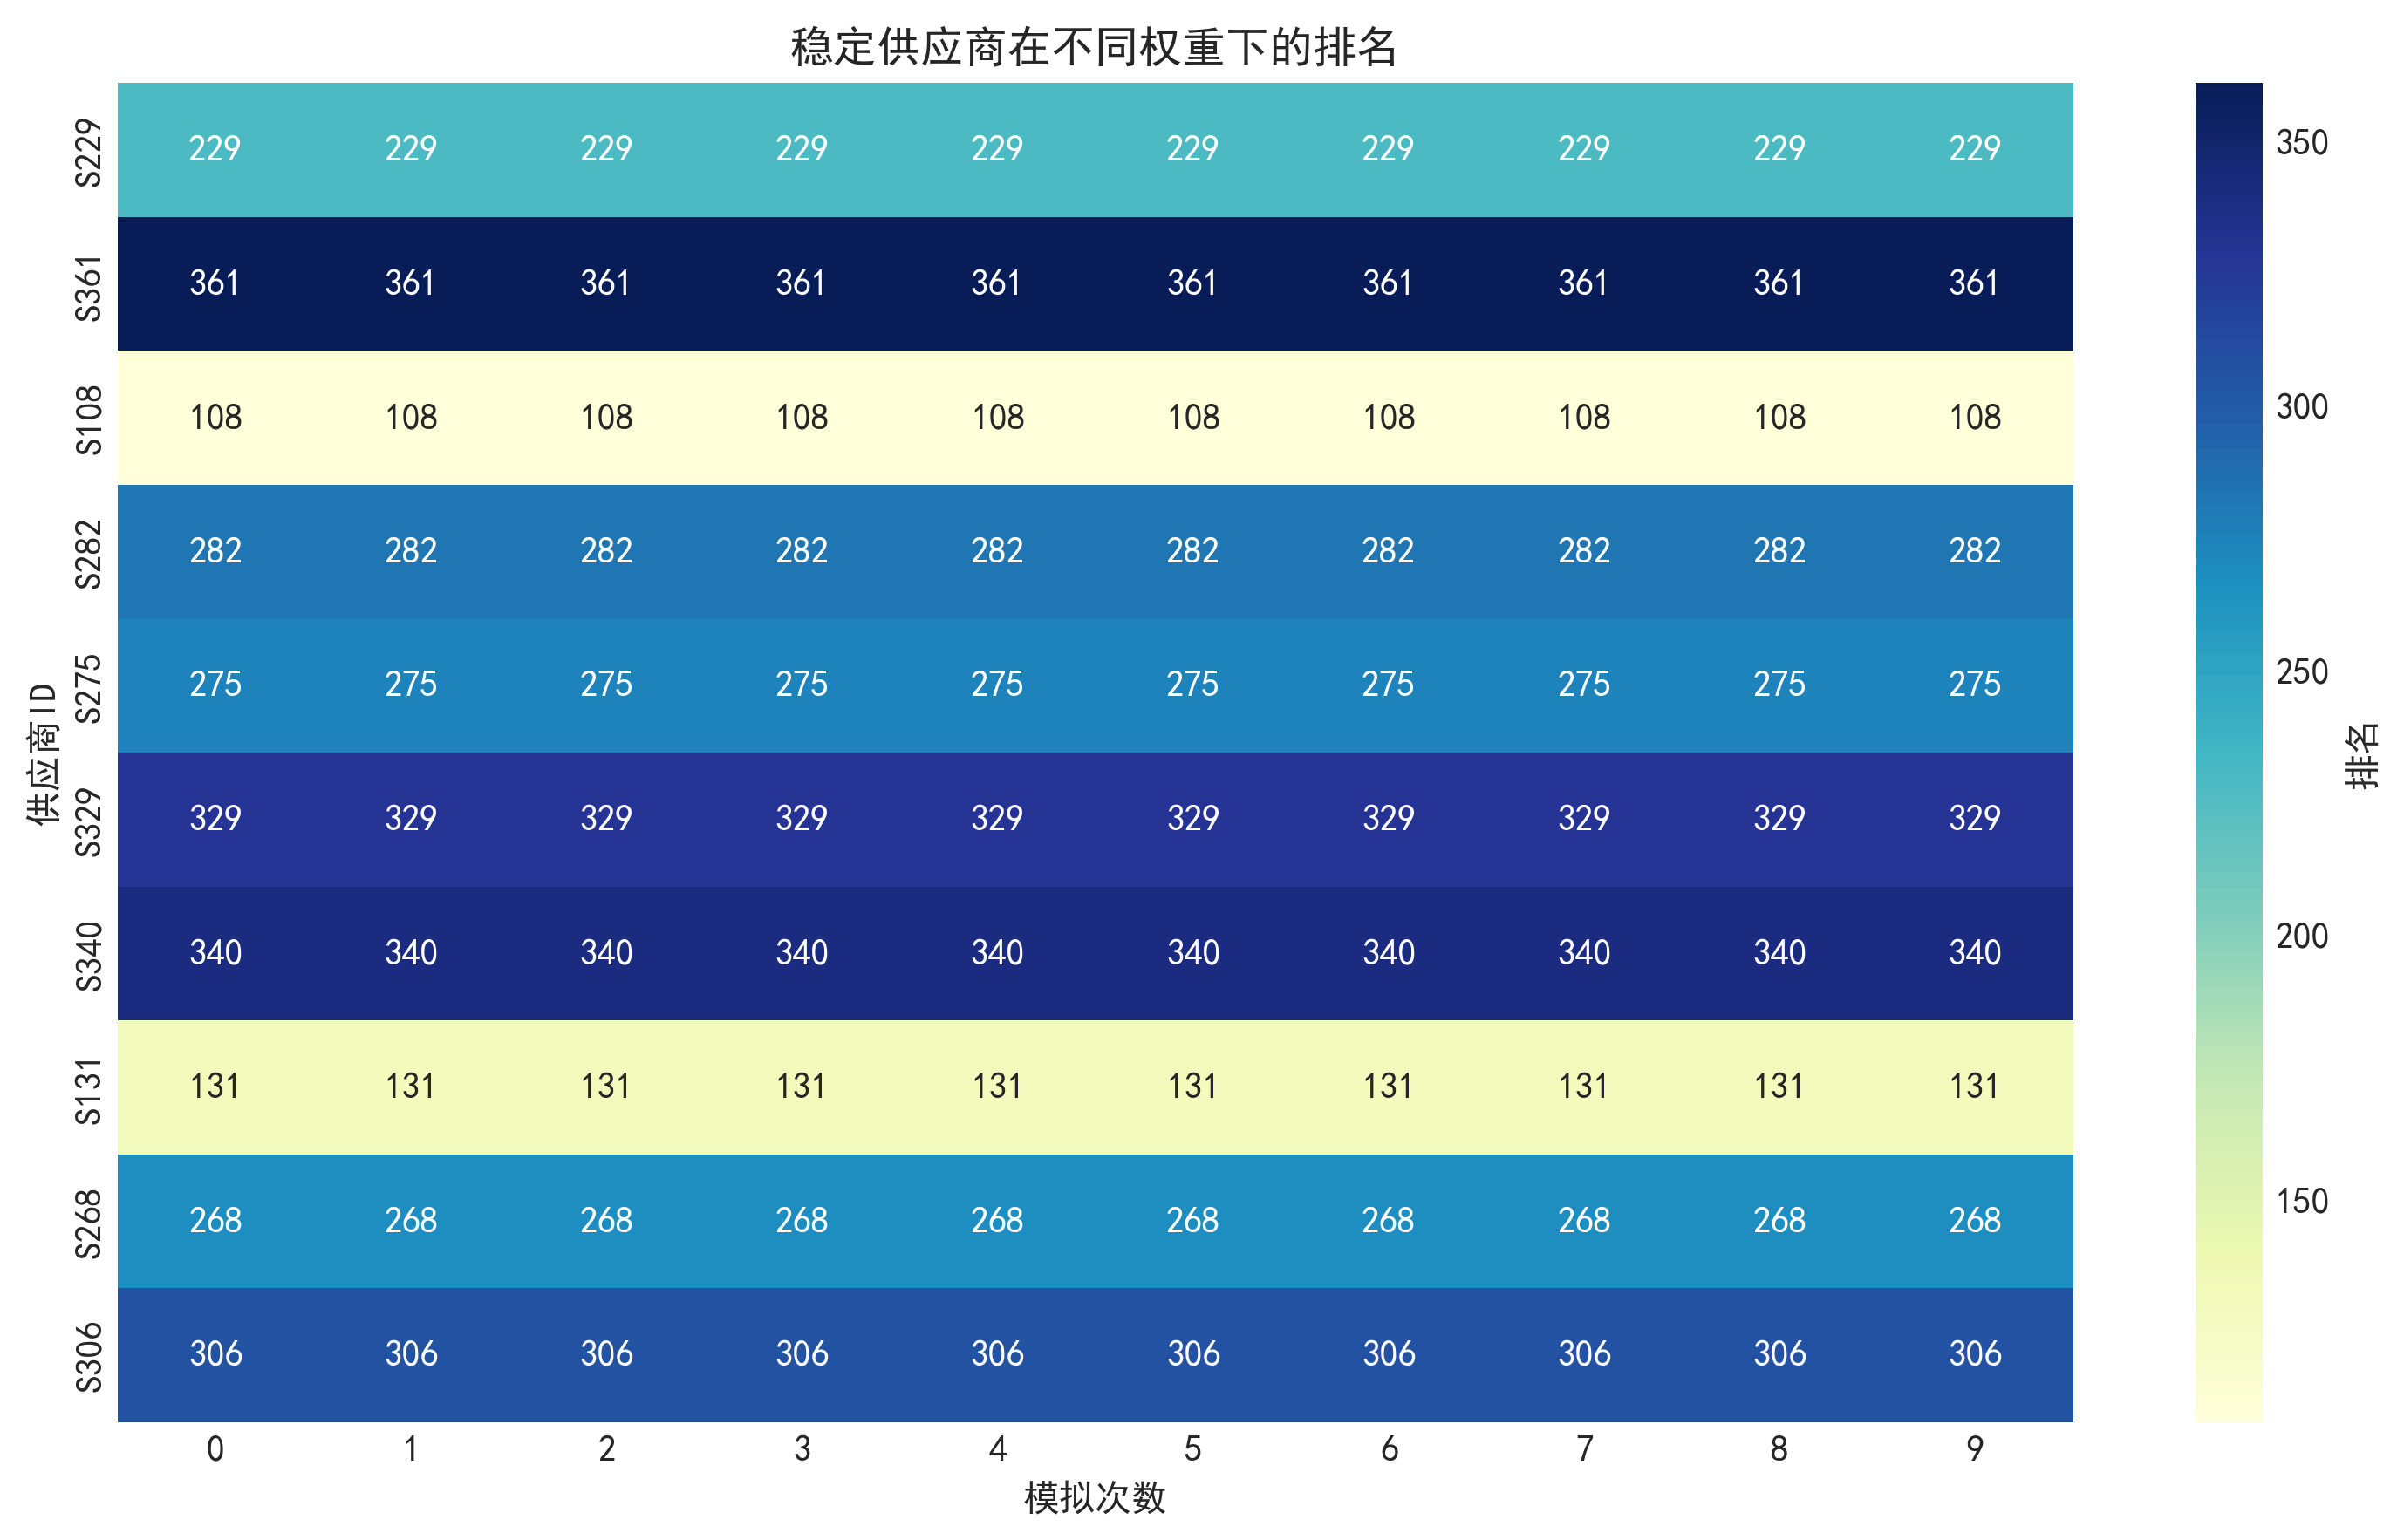 稳定供应商在不同权重下的排名
供应商ID
S229 229 229 229 229 229 229 229 229 229 229
S361 361 361 361 361 361 361 361 361 361 361
S108 108 108 108 108 108 108 108 108 108 108
S282 282 282 282 282 282 282 282 282 282 282
S275 275 275 275 275 275 275 275 275 275 275
S329 329 329 329 329 329 329 329 329 329 329
S340 340 340 340 340 340 340 340 340 340 340
S131 131 131 131 131 131 131 131 131 131 131
S268 268 268 268 268 268 268 268 268 268 268
S306 306 306 306 306 306 306 306 306 306 306
0 1 2 3 4 5 6 7 8 9
模拟次数
350
300
250
200
150
排名